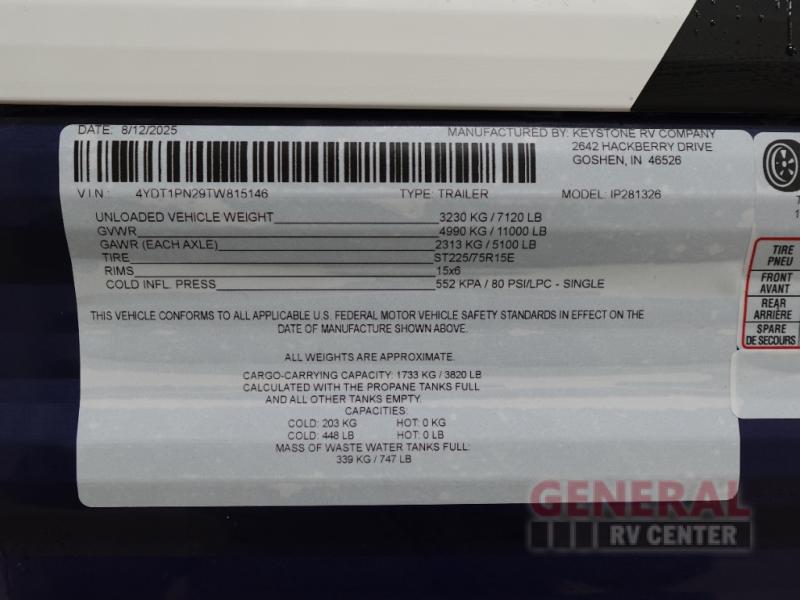 DATE: 8/12/2025 MANUFACTURED BY: KEYSTONE RV COMPANY
2642 HACKBERRY DRIVE
GOSHEN, IN 46526
VIN: 4YDT1PN29TW815146 TYPE: TRAILER MODEL: IP281326
UNLOADED VEHICLE WEIGHT 3230 KG / 7120 LB
GVWR 4990 KG / 11000 LB
GAWR (EACH AXLE) 2313 KG / 5100 LB
TIRE ST225/75R15E
RIMS 15x6
COLD INFL. PRESS 552 KPA / 80 PSI/LPC - SINGLE
THIS VEHICLE CONFORMS TO ALL APPLICABLE U.S. FEDERAL MOTOR VEHICLE SAFETY STANDARDS IN EFFECT ON THE
DATE OF MANUFACTURE SHOWN ABOVE.
ALL WEIGHTS ARE APPROXIMATE.
CARGO-CARRYING CAPACITY: 1733 KG / 3820 LB
CALCULATED WITH THE PROPANE TANKS FULL
AND ALL OTHER TANKS EMPTY.
CAPACITIES:
COLD: 203 KG HOT: 0 KG
COLD: 448 LB HOT: 0 LB
MASS OF WASTE WATER TANKS FULL:
339 KG / 747 LB
TIRE
PNEU
FRONT
AVANT
REAR
ARRIÈRE
SPARE
DE SECOURS
GENERAL
RV CENTER